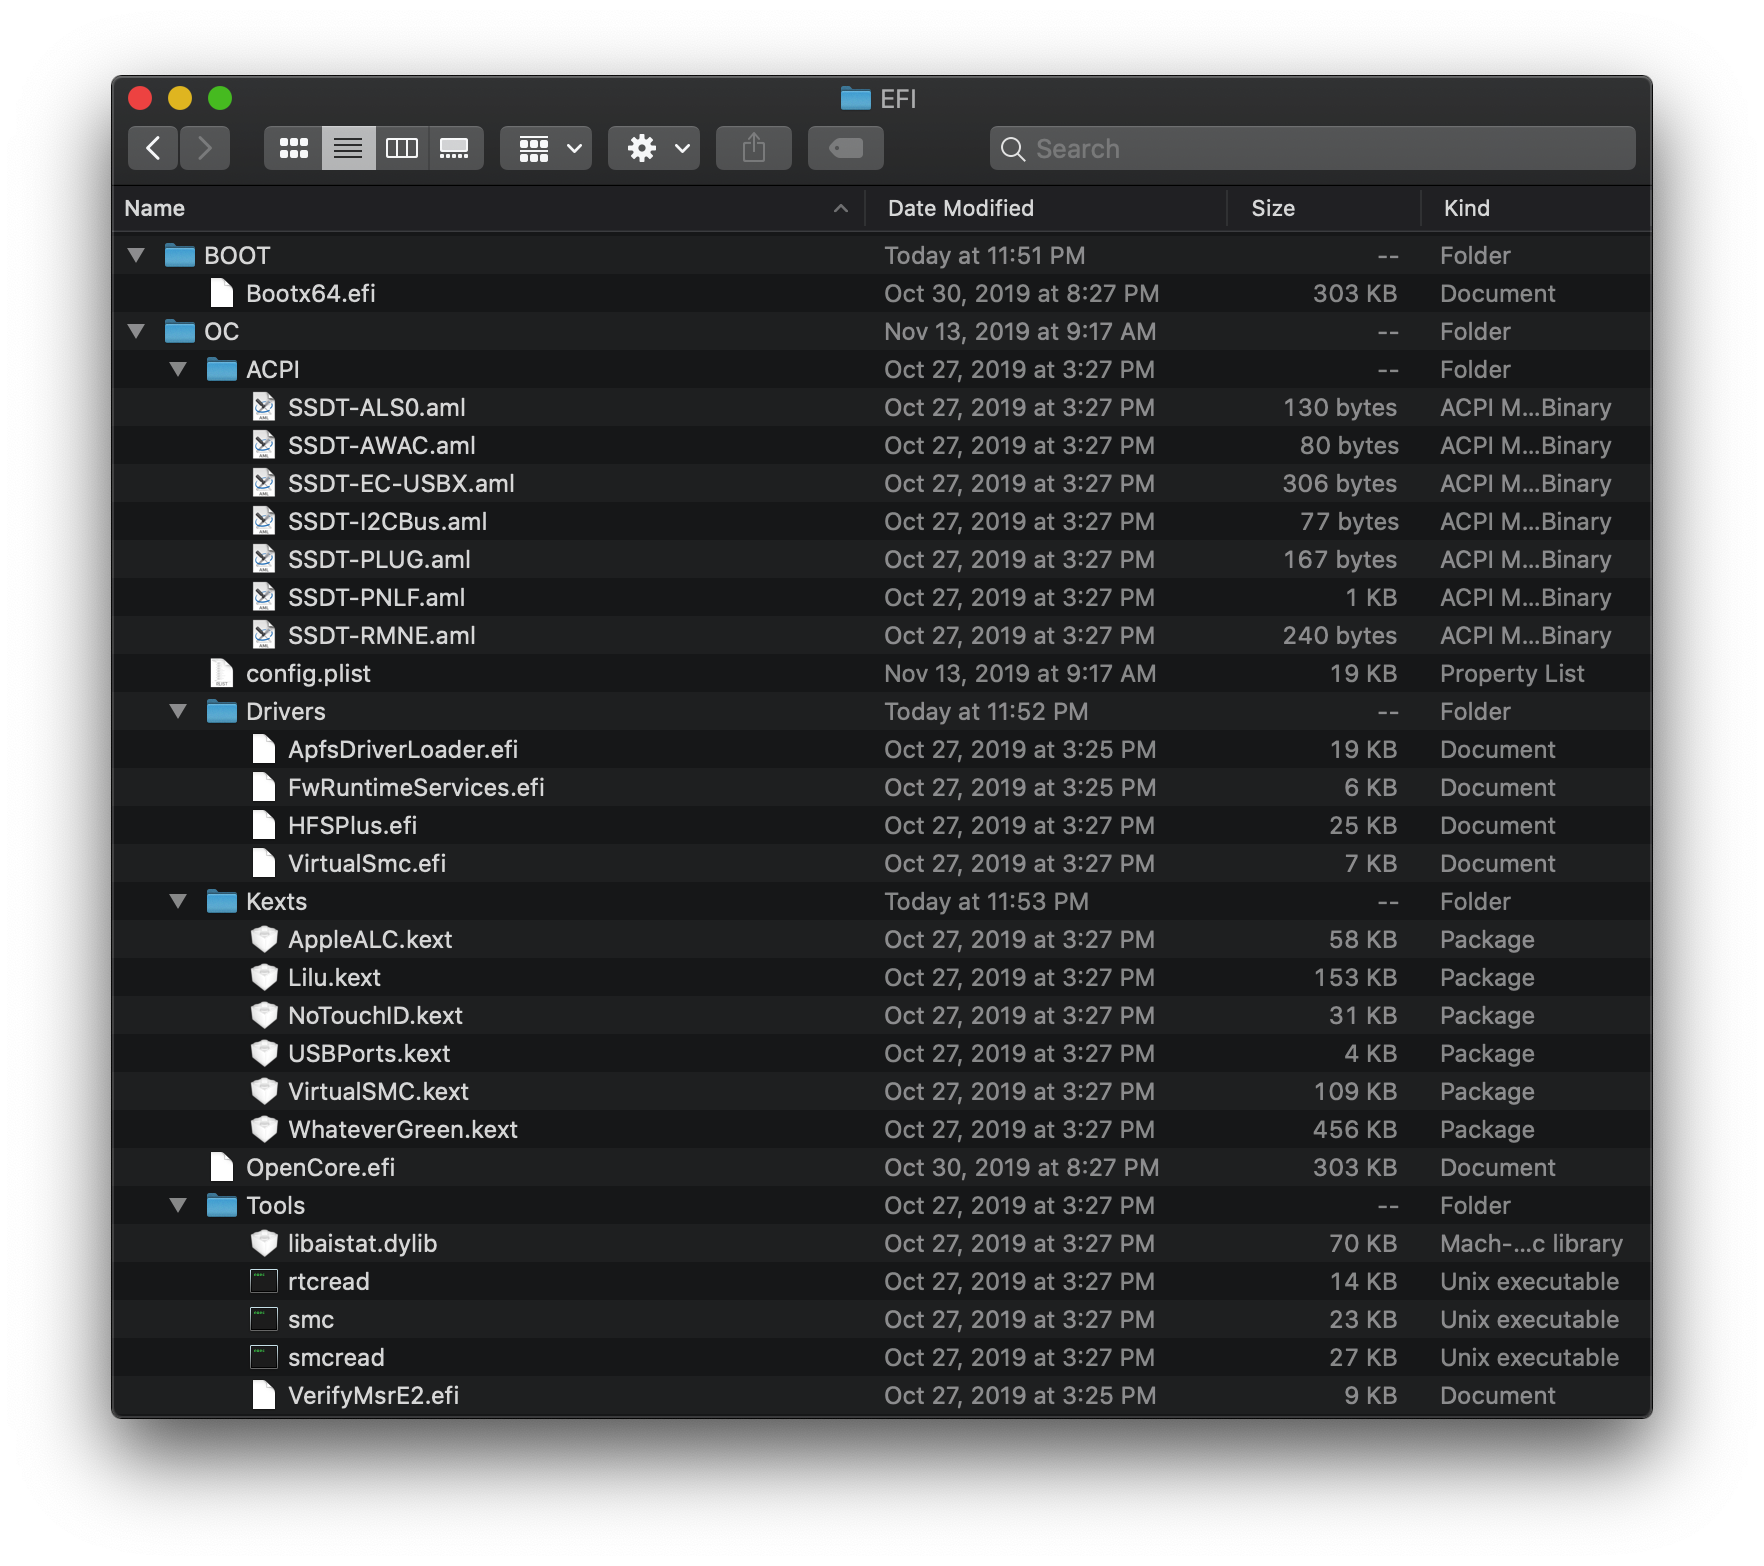 EFI
Search
Name Date Modified Size Kind
BOOT Today at 11:51 PM -- Folder
Bootx64.efi Oct 30, 2019 at 8:27 PM 303 KB Document
OC Nov 13, 2019 at 9:17 AM -- Folder
ACPI Oct 27, 2019 at 3:27 PM -- Folder
SSDT-ALS0.aml Oct 27, 2019 at 3:27 PM 130 bytes ACPI M...Binary
SSDT-AWAC.aml Oct 27, 2019 at 3:27 PM 80 bytes ACPI M...Binary
SSDT-EC-USBX.aml Oct 27, 2019 at 3:27 PM 306 bytes ACPI M...Binary
SSDT-I2CBus.aml Oct 27, 2019 at 3:27 PM 77 bytes ACPI M...Binary
SSDT-PLUG.aml Oct 27, 2019 at 3:27 PM 167 bytes ACPI M...Binary
SSDT-PNLF.aml Oct 27, 2019 at 3:27 PM 1 KB ACPI M...Binary
SSDT-RMNE.aml Oct 27, 2019 at 3:27 PM 240 bytes ACPI M...Binary
config.plist Nov 13, 2019 at 9:17 AM 19 KB Property List
Drivers Today at 11:52 PM -- Folder
ApfsDriverLoader.efi Oct 27, 2019 at 3:25 PM 19 KB Document
FwRuntimeServices.efi Oct 27, 2019 at 3:25 PM 6 KB Document
HFSPlus.efi Oct 27, 2019 at 3:27 PM 25 KB Document
VirtualSmc.efi Oct 27, 2019 at 3:27 PM 7 KB Document
Kexts Today at 11:53 PM -- Folder
AppleALC.kext Oct 27, 2019 at 3:27 PM 58 KB Package
Lilu.kext Oct 27, 2019 at 3:27 PM 153 KB Package
NoTouchID.kext Oct 27, 2019 at 3:27 PM 31 KB Package
USBPorts.kext Oct 27, 2019 at 3:27 PM 4 KB Package
VirtualSMC.kext Oct 27, 2019 at 3:27 PM 109 KB Package
WhateverGreen.kext Oct 27, 2019 at 3:27 PM 456 KB Package
OpenCore.efi Oct 30, 2019 at 8:27 PM 303 KB Document
Tools Oct 27, 2019 at 3:27 PM -- Folder
libaistat.dylib Oct 27, 2019 at 3:27 PM 70 KB Mach-...c library
rtcread Oct 27, 2019 at 3:27 PM 14 KB Unix executable
smc Oct 27, 2019 at 3:27 PM 23 KB Unix executable
smcread Oct 27, 2019 at 3:27 PM 27 KB Unix executable
VerifyMsrE2.efi Oct 27, 2019 at 3:25 PM 9 KB Document